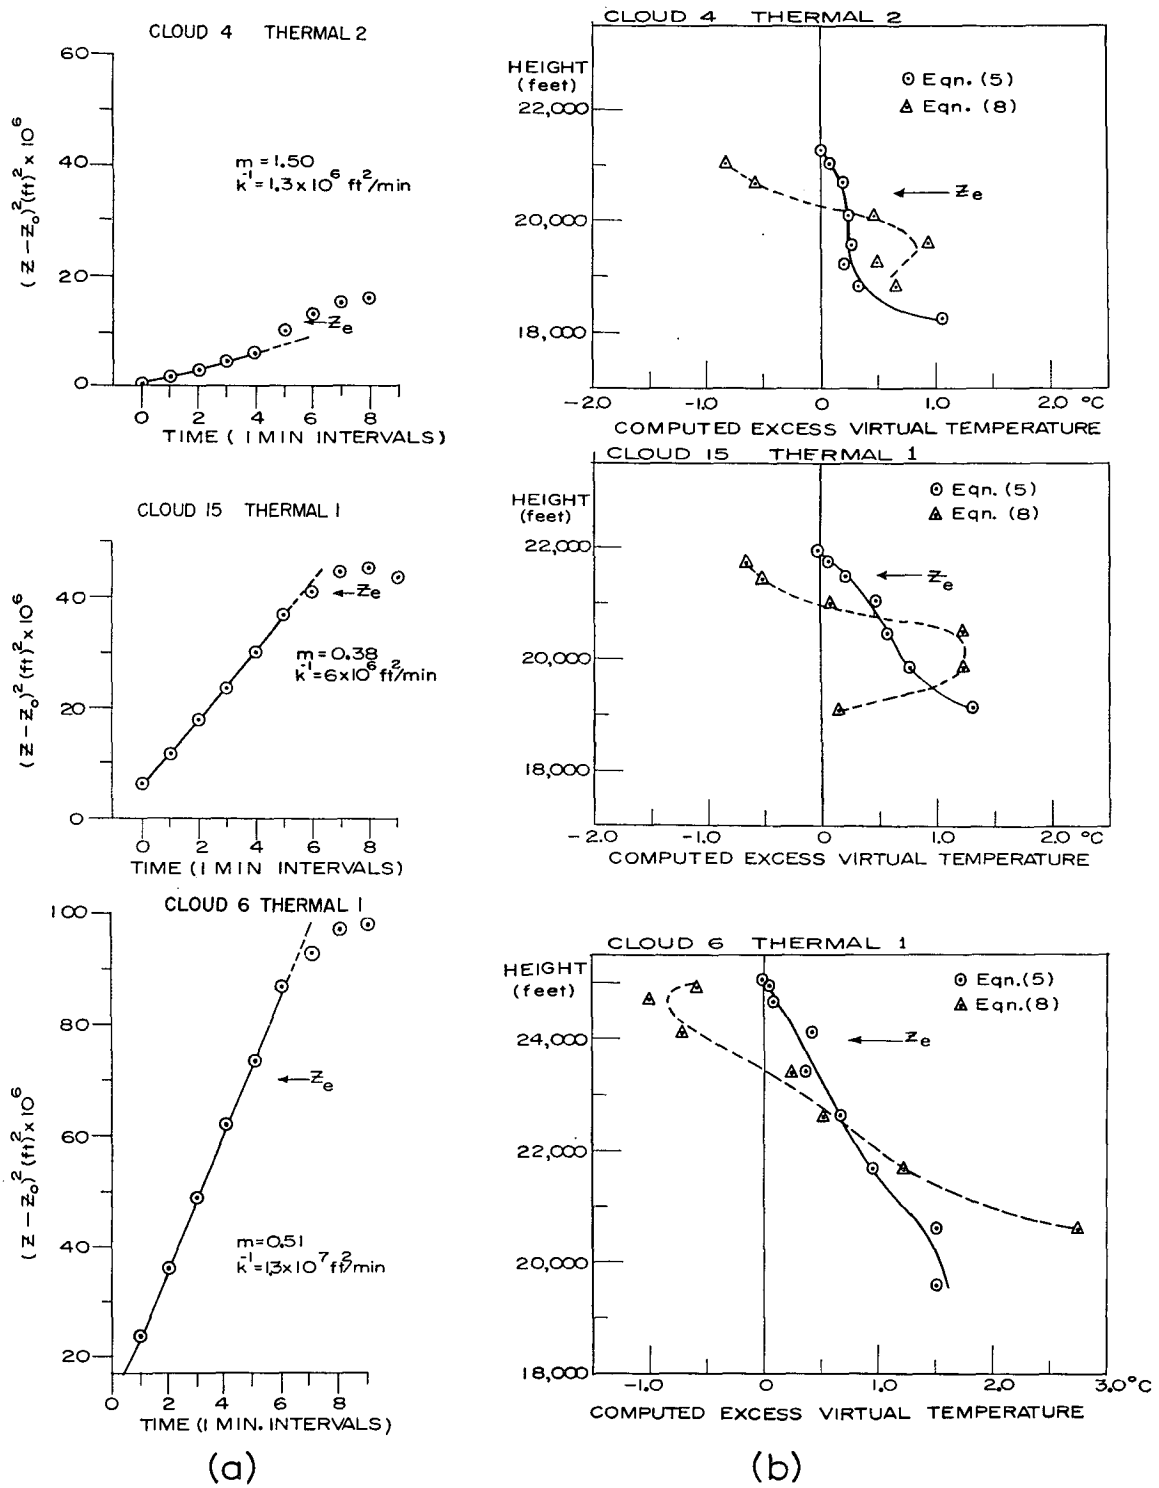 CLOUD 4 THERMAL 2
60
40
20
0
(Z – Z₀)² (ft)² × 10⁶
m = 1.50
k⁻¹ = 1.3 x 10⁶ ft²/min
Zₑ
0 2 4 6 8
TIME ( 1 MIN INTERVALS)
CLOUD 15 THERMAL 1
40
20
0
(Z – Z₀)² (ft)² × 10⁶
Zₑ
m = 0.38
k⁻¹ = 6x10⁶ ft²/min
0 2 4 6 8
TIME (1 MIN INTERVALS)
CLOUD 6 THERMAL 1
100
80
60
40
20
(Z – Z₀)² (ft)² × 10⁶
Zₑ
m=0.51
k⁻¹=1.3x10⁷ ft²/min
0 2 4 6 8
TIME (1 MIN. INTERVALS)
(a)
CLOUD 4 THERMAL 2
HEIGHT
(feet)
22,000
20,000
18,000
Eqn. (5)
Eqn. (8)
Zₑ
-2.0 -1.0 0 1.0 2.0 °C
COMPUTED EXCESS VIRTUAL TEMPERATURE
CLOUD 15 THERMAL 1
HEIGHT
(feet)
22,000
20,000
18,000
Eqn. (5)
Eqn. (8)
Zₑ
-2.0 -1.0 0 1.0 2.0 °C
COMPUTED EXCESS VIRTUAL TEMPERATURE
CLOUD 6 THERMAL 1
HEIGHT
(feet)
24,000
22,000
20,000
18,000
Eqn.(5)
Eqn.(8)
Zₑ
-1.0 0 1.0 2.0 3.0°C
COMPUTED EXCESS VIRTUAL TEMPERATURE
(b)